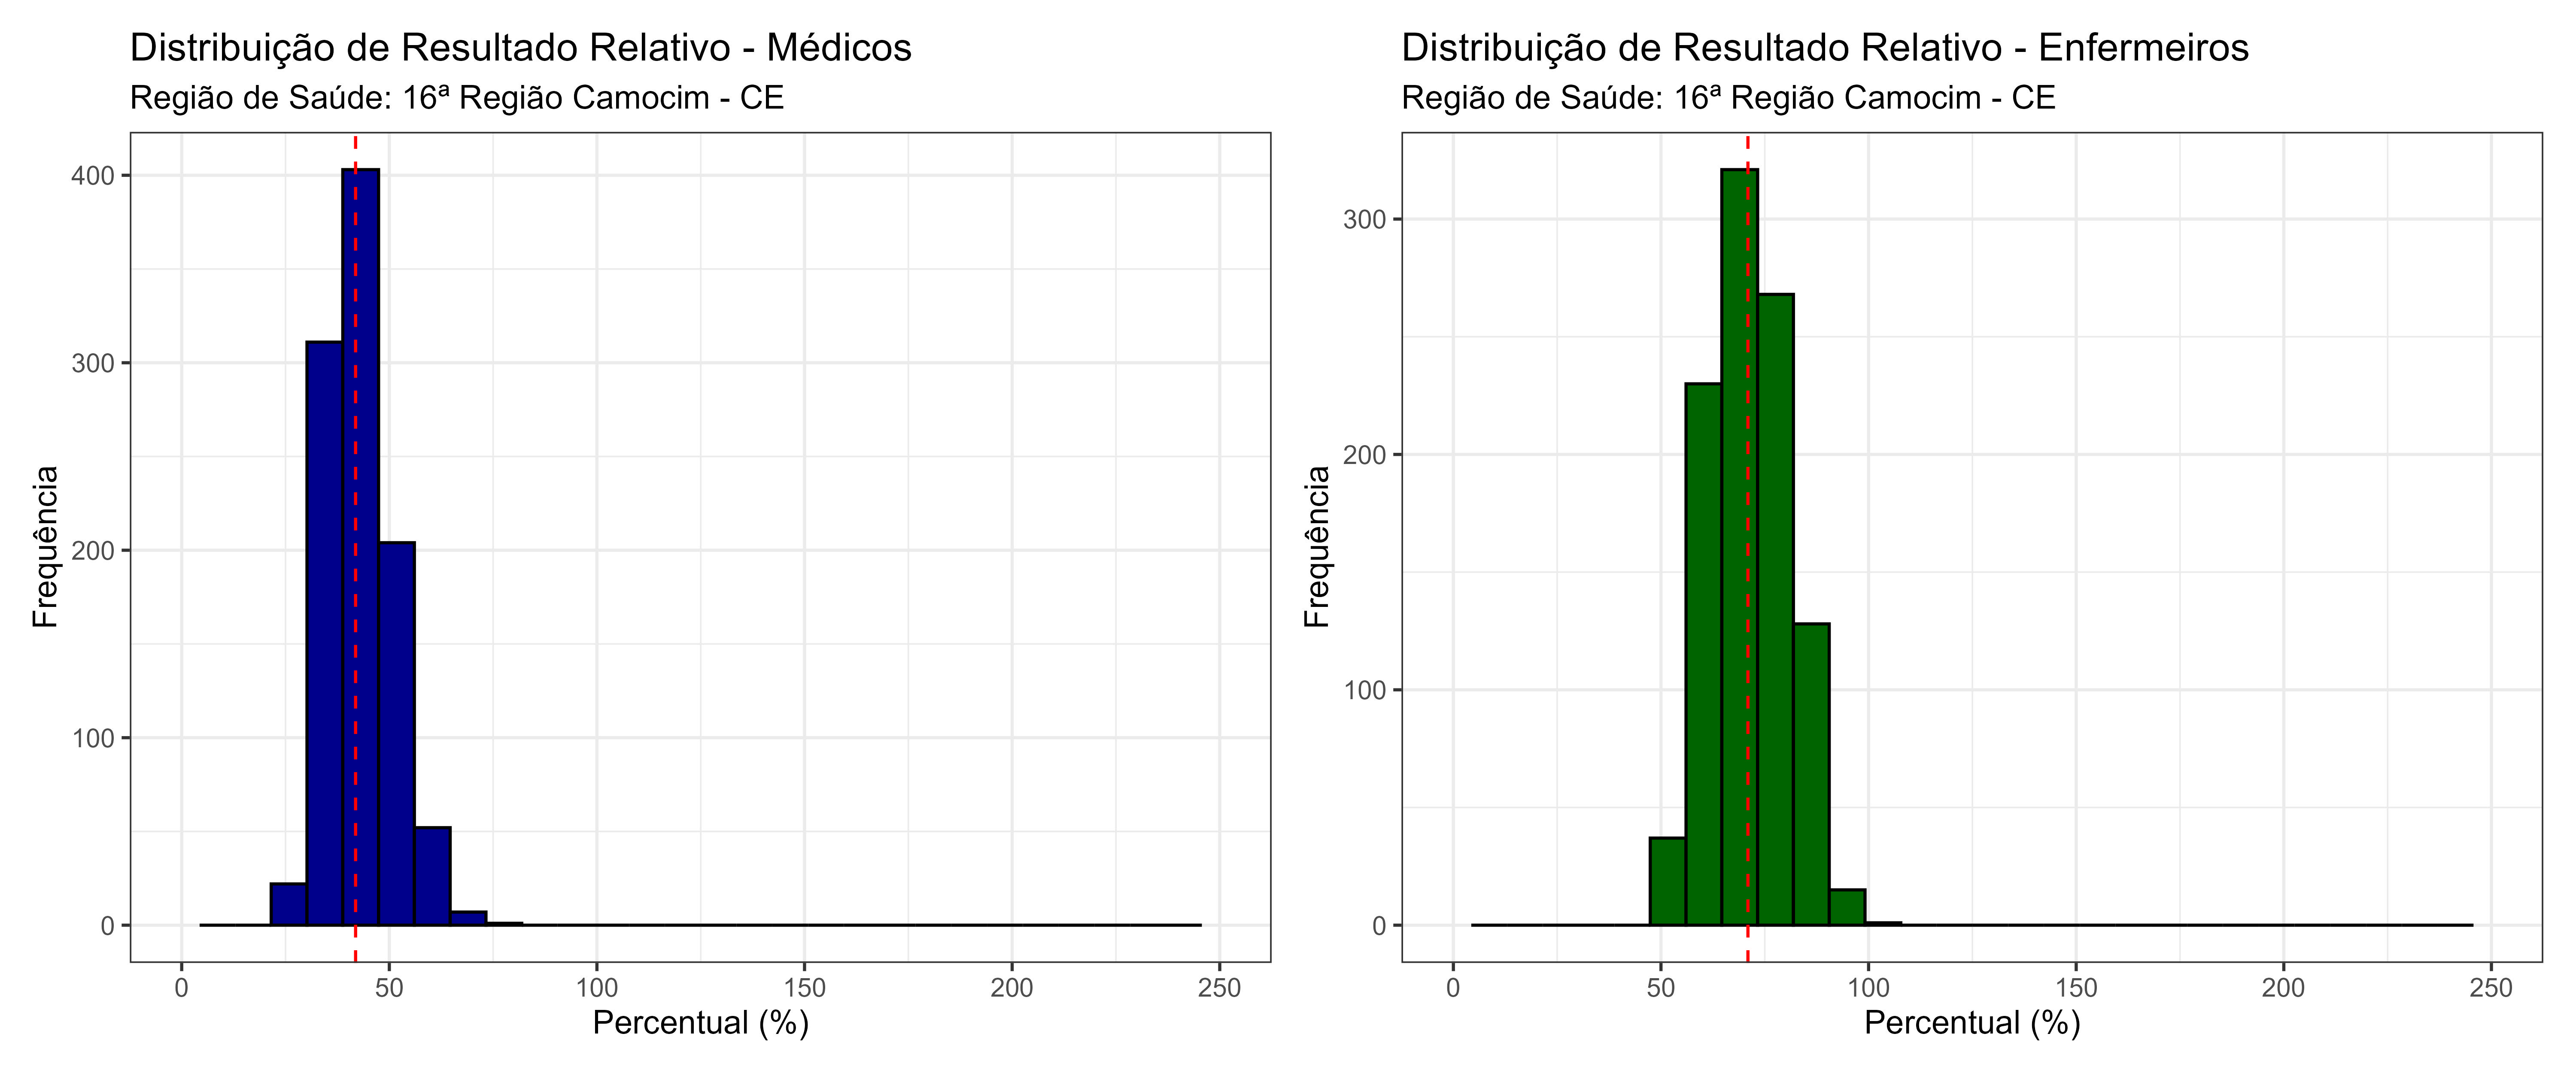 Distribuição de Resultado Relativo - Médicos
Região de Saúde: 16ª Região Camocim - CE
400
300
200
100
0
Frequência
0 50 100 150 200 250
Percentual (%)
Distribuição de Resultado Relativo - Enfermeiros
Região de Saúde: 16ª Região Camocim - CE
300
200
100
0
Frequência
0 50 100 150 200 250
Percentual (%)